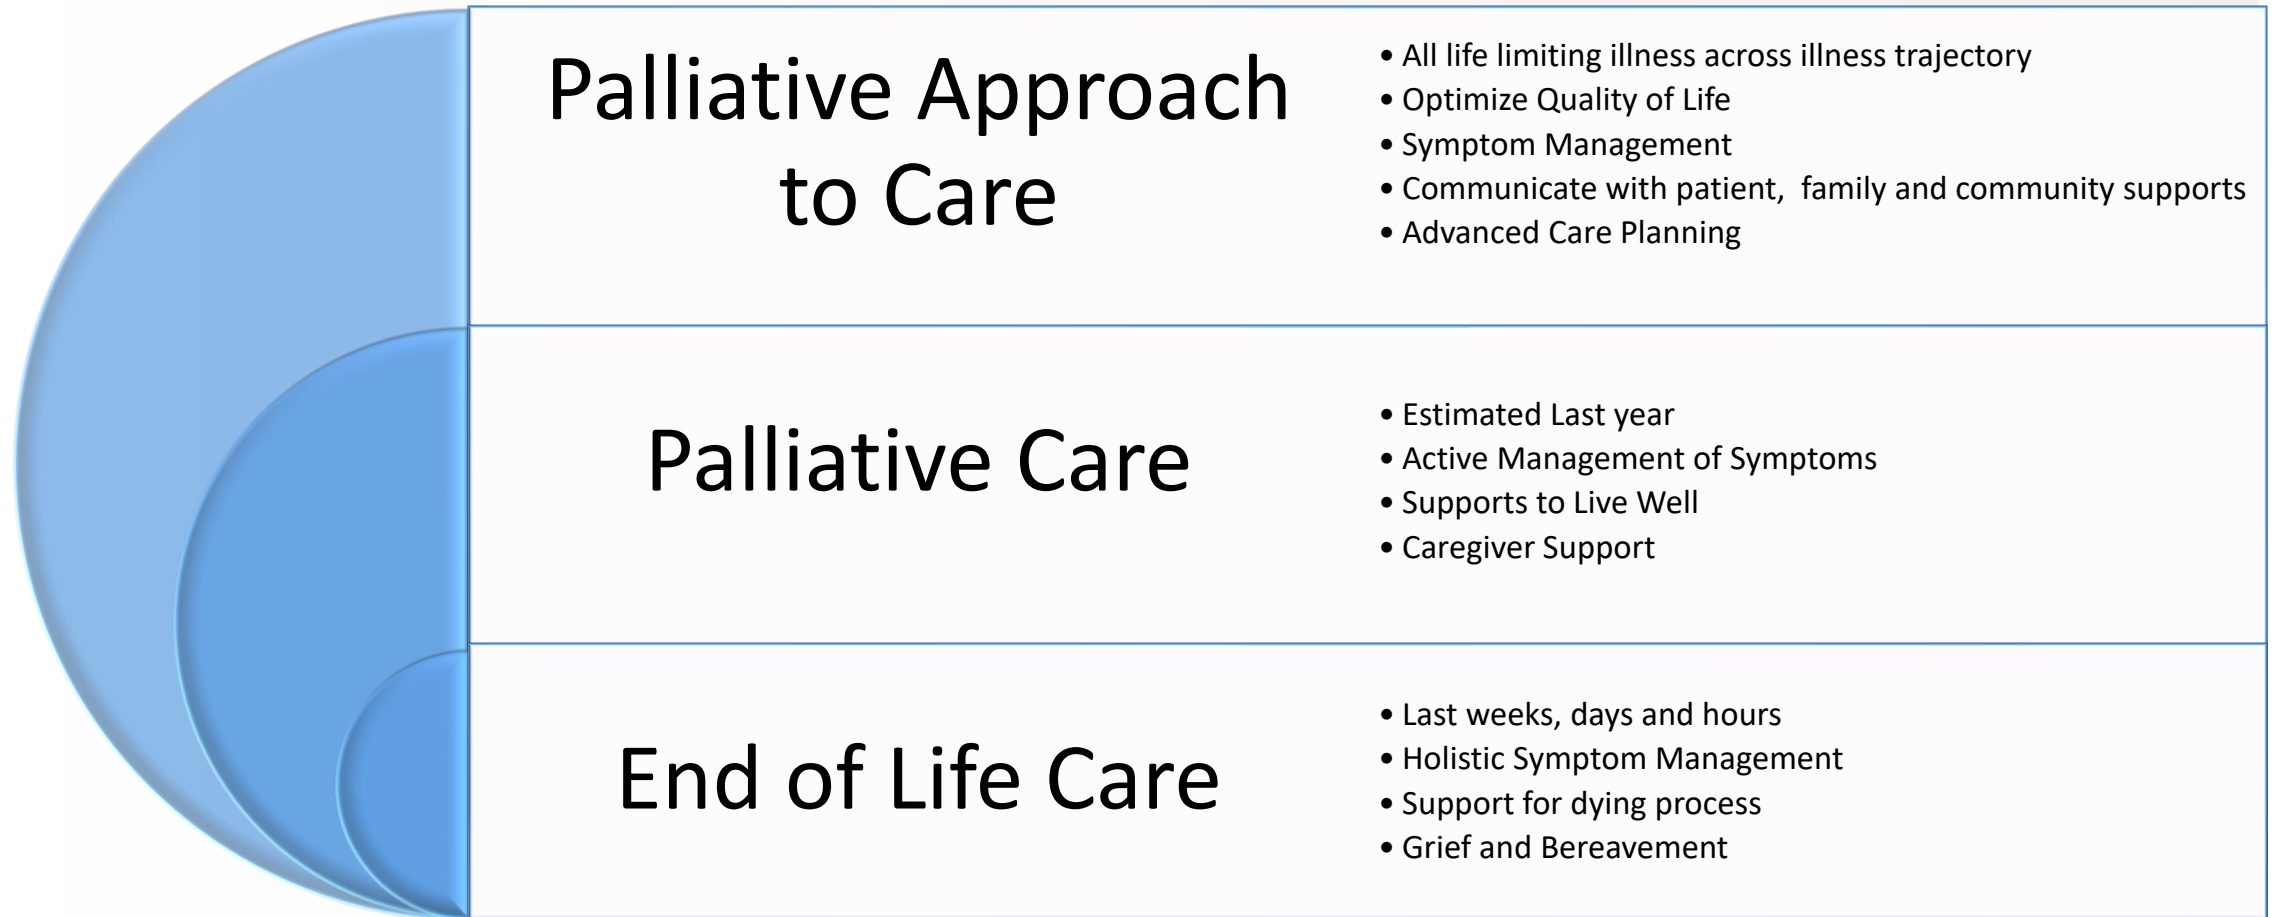 Palliative Approach
to Care
• All life limiting illness across illness trajectory
• Optimize Quality of Life
• Symptom Management
• Communicate with patient,  family and community supports
• Advanced Care Planning
Palliative Care
• Estimated Last year
• Active Management of Symptoms
• Supports to Live Well
• Caregiver Support
End of Life Care
• Last weeks, days and hours
• Holistic Symptom Management
• Support for dying process
• Grief and Bereavement